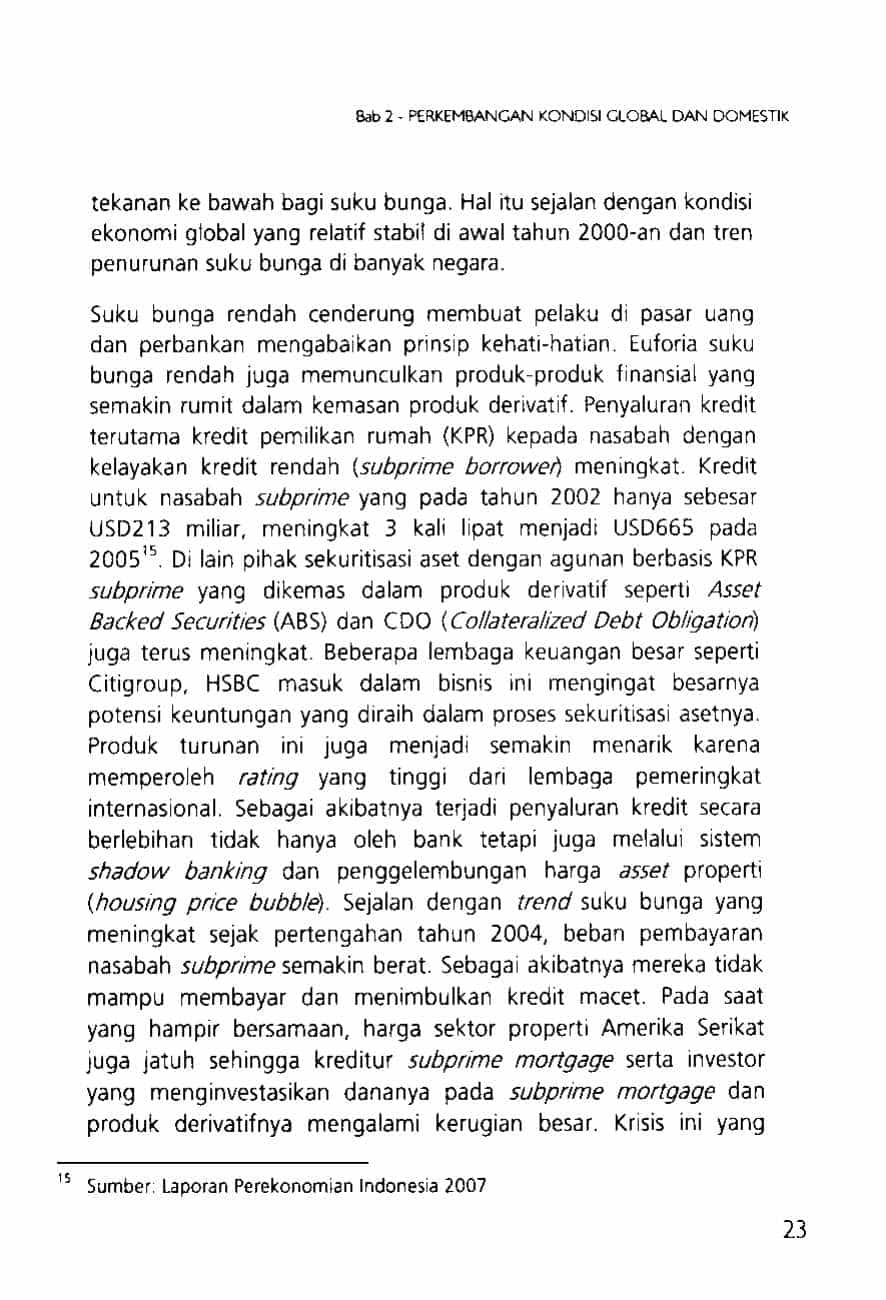 Bab 2 - PERKEMBANGAN KONDISI GLOBAL DAN DOMESTIK
tekanan ke bawah bagi suku bunga. Hal itu sejalan dengan kondisi
ekonomi global yang relatif stabil di awal tahun 2000-an dan tren
penurunan suku bunga di banyak negara.
Suku bunga rendah cenderung membuat pelaku di pasar uang
dan perbankan mengabaikan prinsip kehati-hatian. Euforia suku
bunga rendah juga memunculkan produk-produk finansial yang
semakin rumit dalam kemasan produk derivatif. Penyaluran kredit
terutama kredit pemilikan rumah (KPR) kepada nasabah dengan
kelayakan kredit rendah (subprime borrower) meningkat. Kredit
untuk nasabah subprime yang pada tahun 2002 hanya sebesar
USD213 miliar, meningkat 3 kali lipat menjadi USD665 pada
2005¹⁵. Di lain pihak sekuritisasi aset dengan agunan berbasis KPR
subprime yang dikemas dalam produk derivatif seperti Asset
Backed Securities (ABS) dan CDO (Collateralized Debt Obligation)
juga terus meningkat. Beberapa lembaga keuangan besar seperti
Citigroup, HSBC masuk dalam bisnis ini mengingat besarnya
potensi keuntungan yang diraih dalam proses sekuritisasi asetnya.
Produk turunan ini juga menjadi semakin menarik karena
memperoleh rating yang tinggi dari lembaga pemeringkat
internasional. Sebagai akibatnya terjadi penyaluran kredit secara
berlebihan tidak hanya oleh bank tetapi juga melalui sistem
shadow banking dan penggelembungan harga asset properti
(housing price bubble). Sejalan dengan trend suku bunga yang
meningkat sejak pertengahan tahun 2004, beban pembayaran
nasabah subprime semakin berat. Sebagai akibatnya mereka tidak
mampu membayar dan menimbulkan kredit macet. Pada saat
yang hampir bersamaan, harga sektor properti Amerika Serikat
juga jatuh sehingga kreditur subprime mortgage serta investor
yang menginvestasikan dananya pada subprime mortgage dan
produk derivatifnya mengalami kerugian besar. Krisis ini yang
¹⁵ Sumber: Laporan Perekonomian Indonesia 2007
23